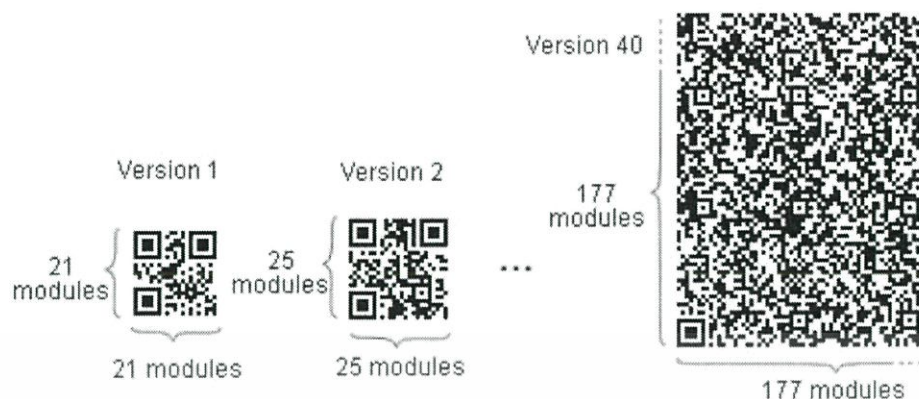 Version 40
Version 1
Version 2
177
modules
21
modules
25
modules
...
21 modules
25 modules
177 modules